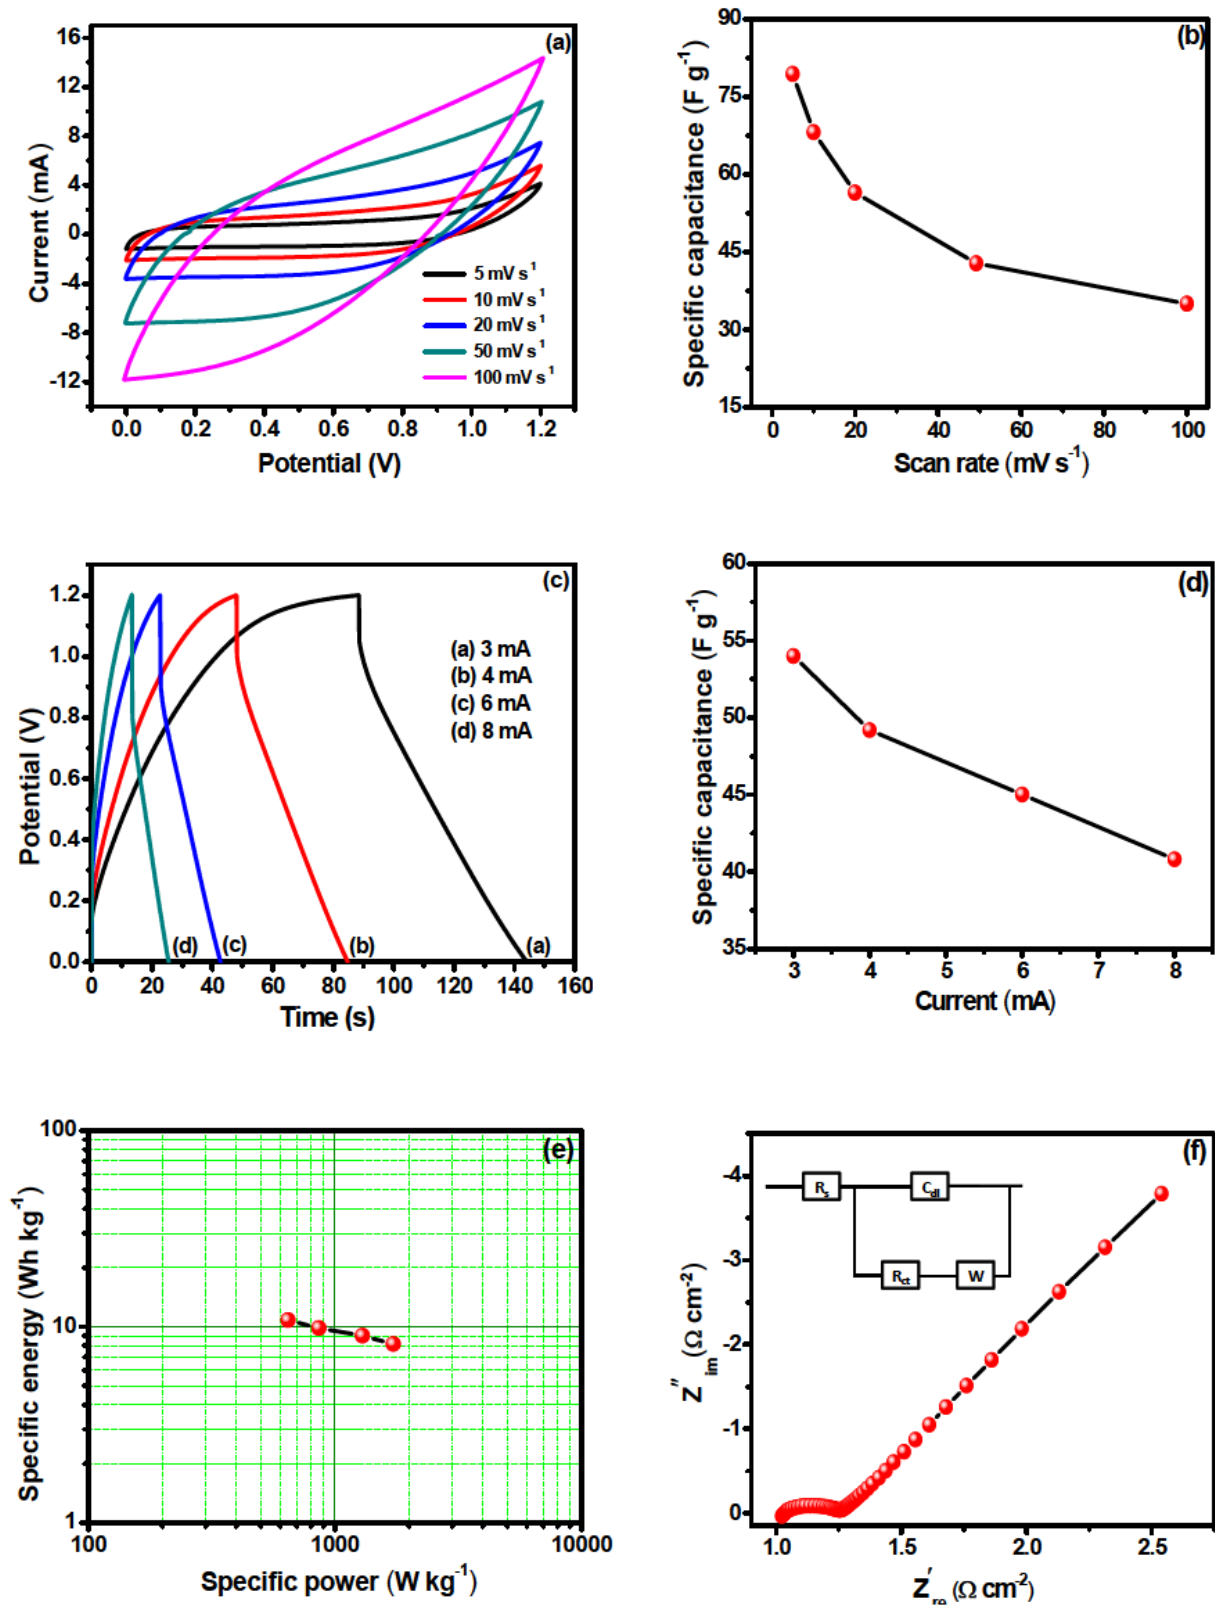 (a)
16
12
8
4
0
-4
-8
-12
Current (mA)
5 mV s⁻¹
10 mV s⁻¹
20 mV s⁻¹
50 mV s⁻¹
100 mV s⁻¹
0.0 0.2 0.4 0.6 0.8 1.0 1.2
Potential (V)
(b)
90
75
60
45
30
15
Specific capacitance (F g⁻¹)
0 20 40 60 80 100
Scan rate (mV s⁻¹)
(c)
1.2
1.0
0.8
0.6
0.4
0.2
0.0
Potential (V)
(a) 3 mA
(b) 4 mA
(c) 6 mA
(d) 8 mA
(d) (c) (b) (a)
0 20 40 60 80 100 120 140 160
Time (s)
(d)
60
55
50
45
40
35
Specific capacitance (F g⁻¹)
3 4 5 6 7 8
Current (mA)
(e)
100
10
1
Specific energy (Wh kg⁻¹)
100 1000 10000
Specific power (W kg⁻¹)
(f)
-4
-3
-2
-1
0
Z″im(Ω cm⁻²)
Rs Cdl
Rct W
1.0 1.5 2.0 2.5
Z′re(Ω cm⁻²)